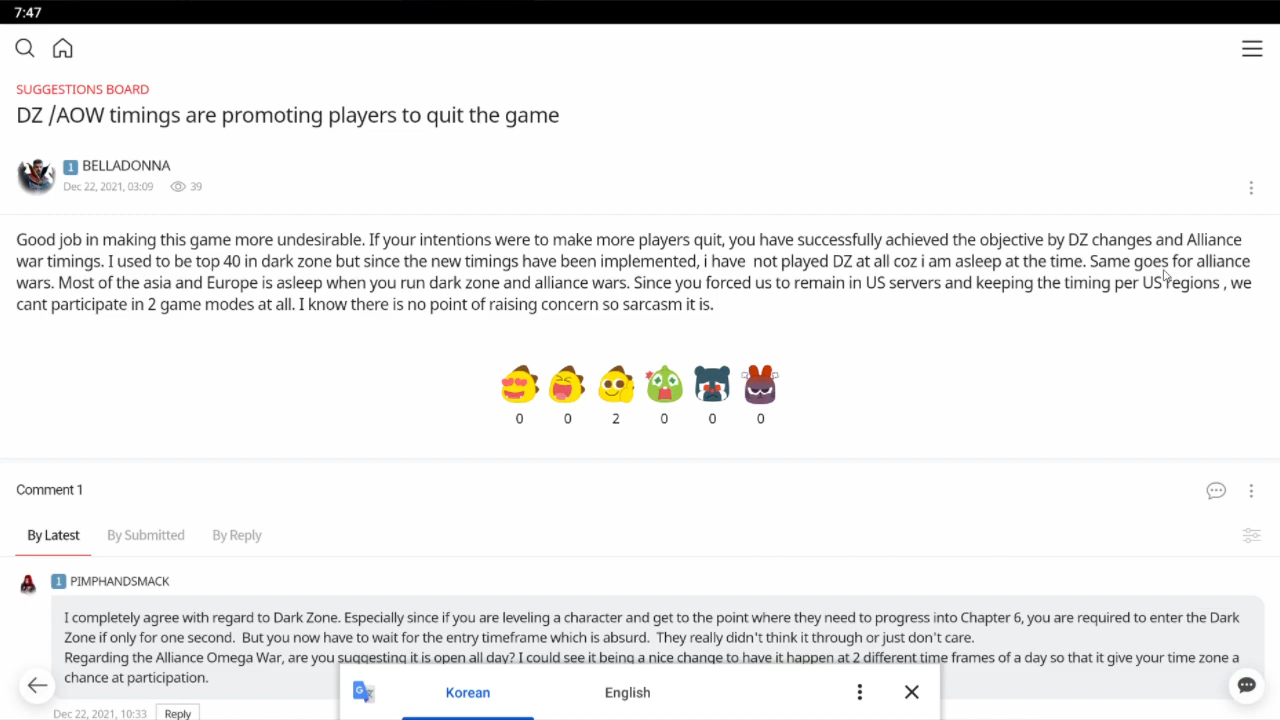 7:47
SUGGESTIONS BOARD
DZ /AOW timings are promoting players to quit the game
1 BELLADONNA
Dec 22, 2021, 03:09 39
Good job in making this game more undesirable. If your intentions were to make more players quit, you have successfully achieved the objective by DZ changes and Alliance
war timings. I used to be top 40 in dark zone but since the new timings have been implemented, i have not played DZ at all coz i am asleep at the time. Same goes for alliance
wars. Most of the asia and Europe is asleep when you run dark zone and alliance wars. Since you forced us to remain in US servers and keeping the timing per US regions , we
cant participate in 2 game modes at all. I know there is no point of raising concern so sarcasm it is.
0 0 2 0 0 0
Comment 1
By Latest By Submitted By Reply
1 PIMPHANDSMACK
I completely agree with regard to Dark Zone. Especially since if you are leveling a character and get to the point where they need to progress into Chapter 6, you are required to enter the Dark
Zone if only for one second. But you now have to wait for the entry timeframe which is absurd. They really didn't think it through or just don't care.
Regarding the Alliance Omega War, are you suggesting it is open all day? I could see it being a nice change to have it happen at 2 different time frames of a day so that it give your time zone a
chance at participation.
Korean English
Dec 22, 2021, 10:33 Reply